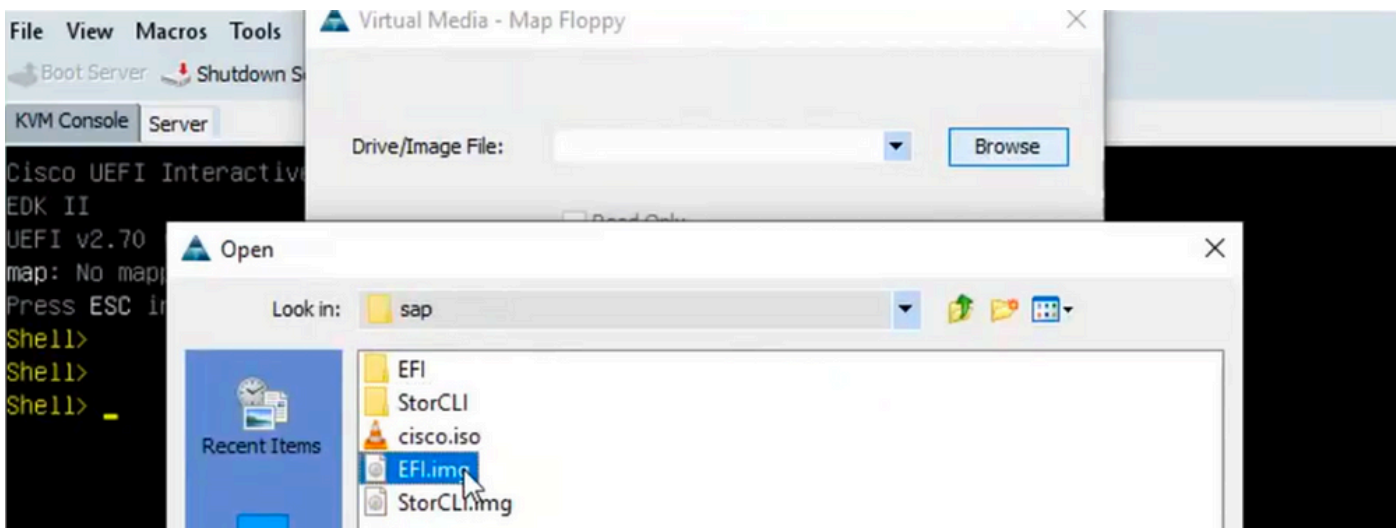 File View Macros Tools
Virtual Media - Map Floppy
Boot Server Shutdown S
KVM Console Server
Drive/Image File:
Browse
Cisco UEFI Interactive
EDK II
Read Only
UEFI v2.70
Open
map: No mapp
Press ESC in
Look in:
sap
Shell>
Shell>
EFI
Shell> _
StorCLI
cisco.iso
Recent Items
EFI.img
StorCLI.img